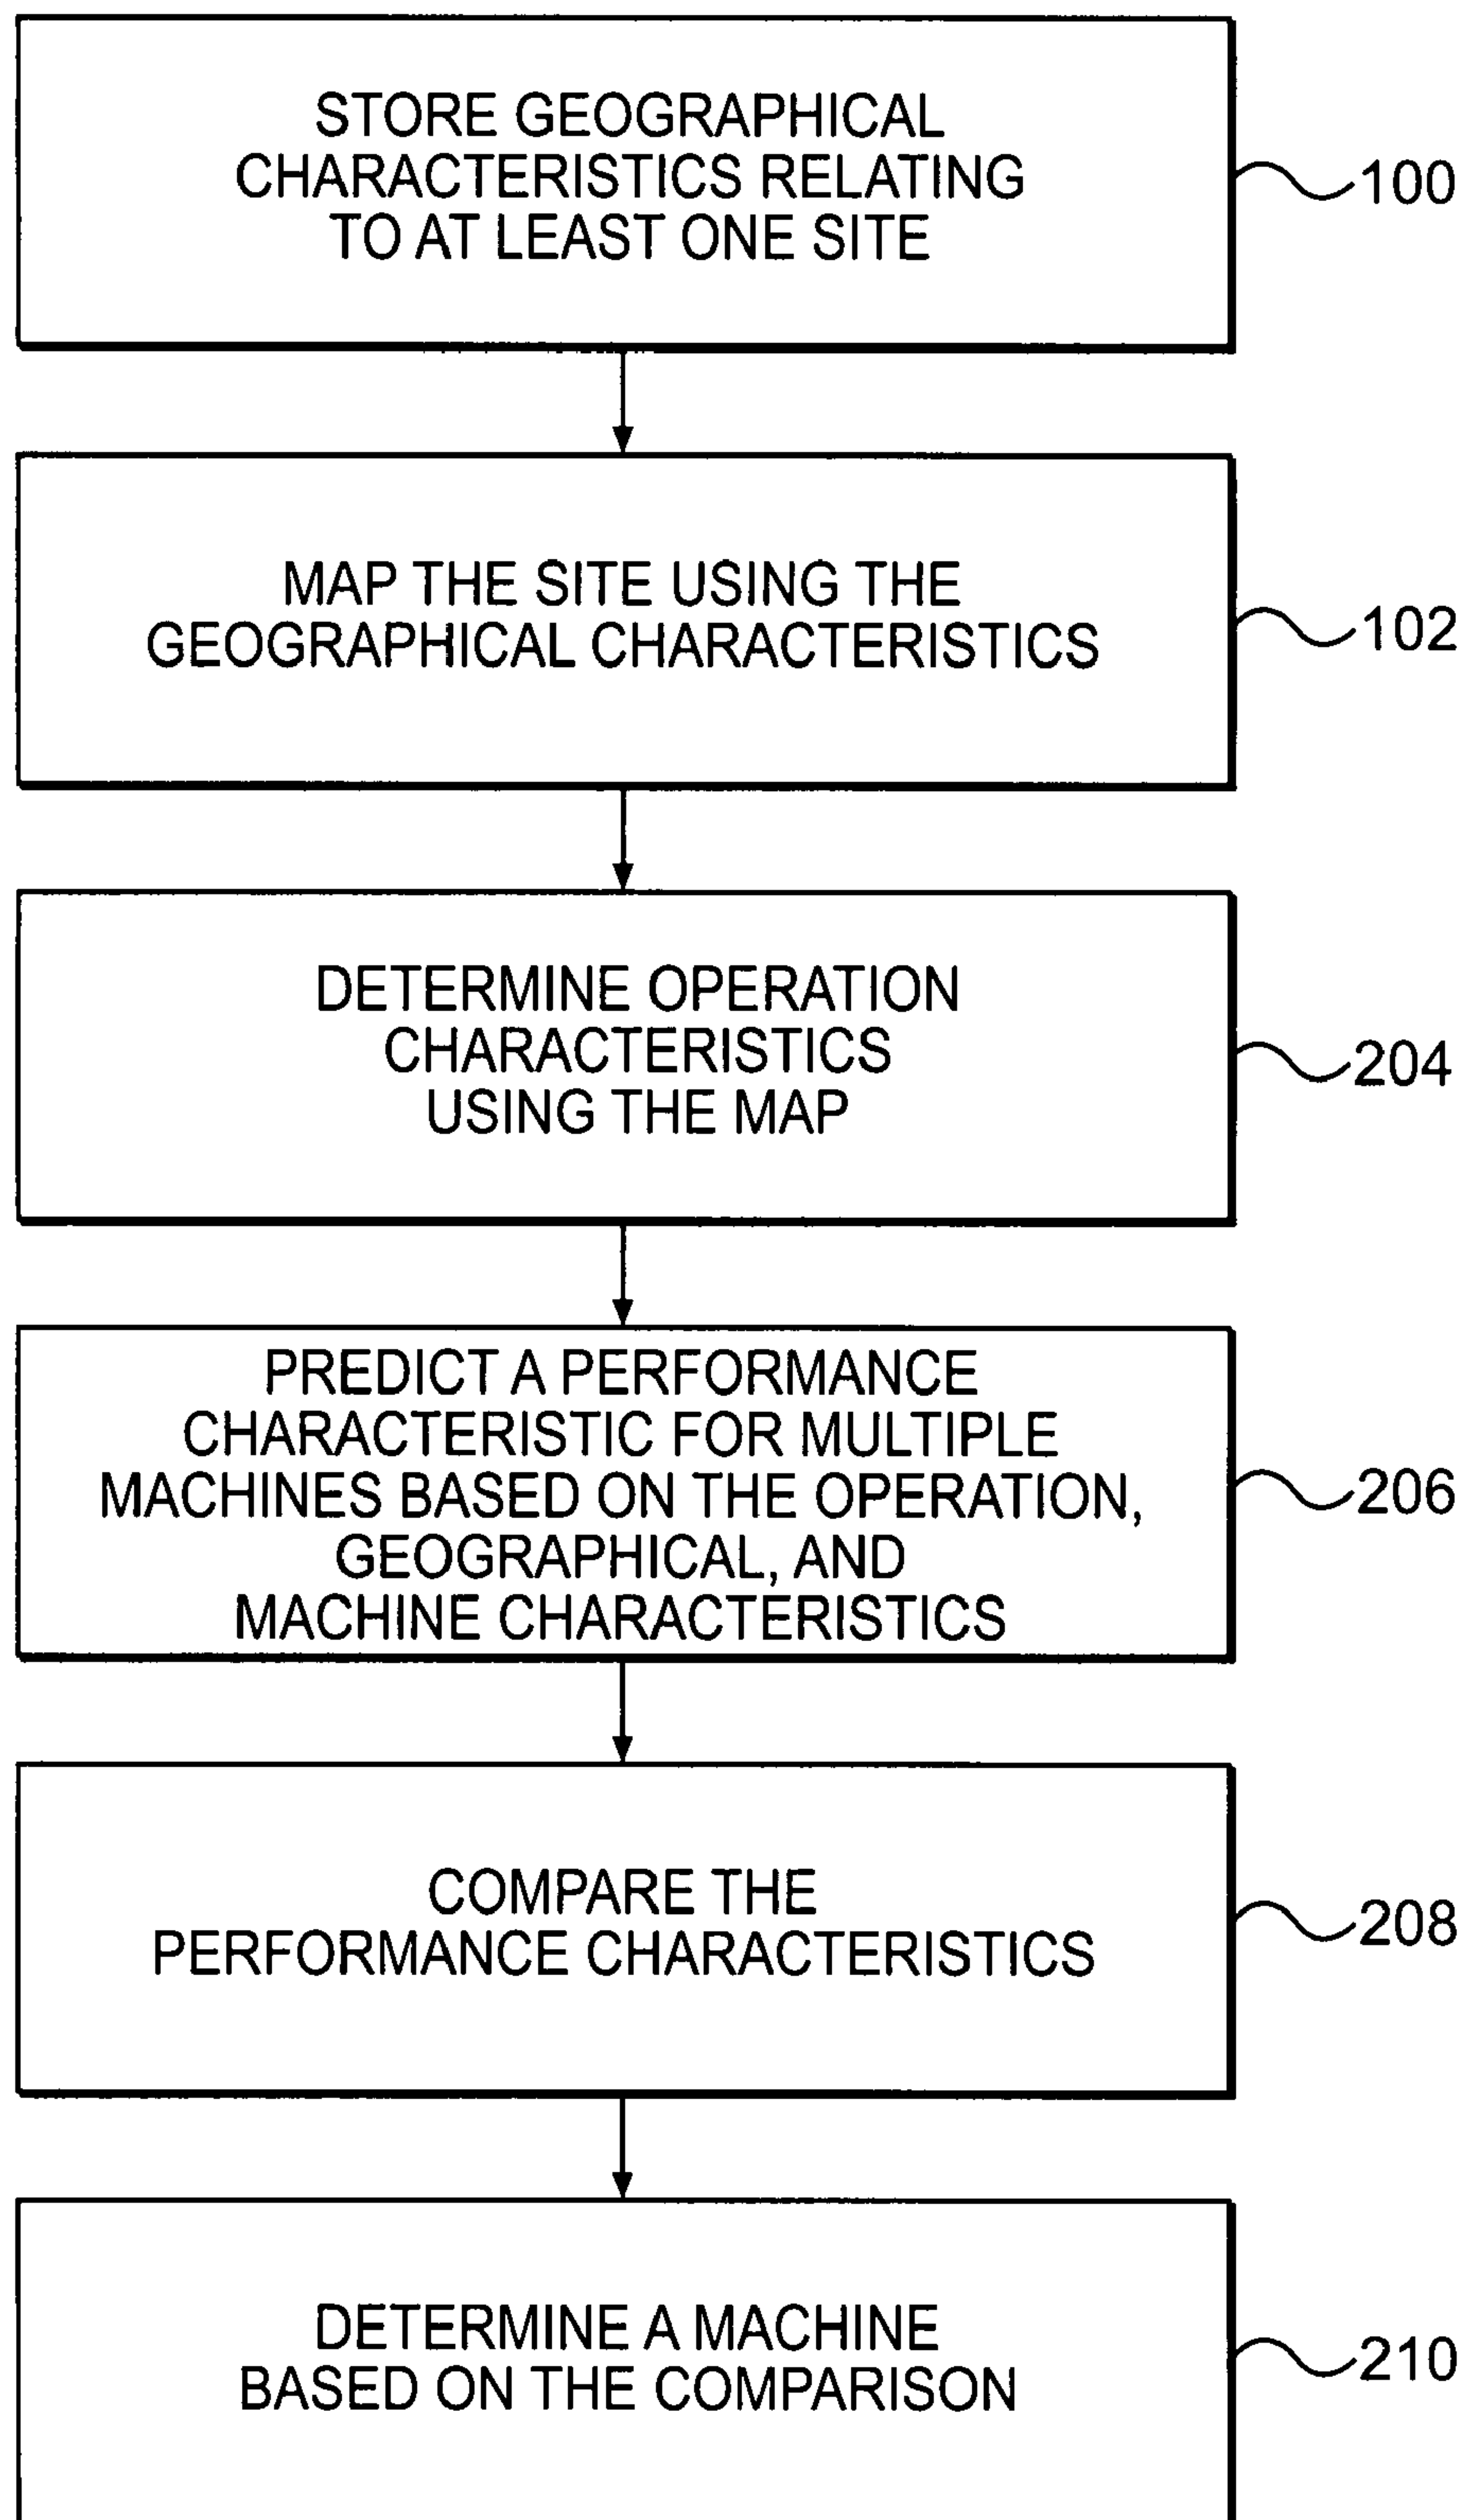 STORE GEOGRAPHICAL
CHARACTERISTICS RELATING
TO AT LEAST ONE SITE
100
MAP THE SITE USING THE
GEOGRAPHICAL CHARACTERISTICS
102
DETERMINE OPERATION
CHARACTERISTICS
USING THE MAP
204
PREDICT A PERFORMANCE
CHARACTERISTIC FOR MULTIPLE
MACHINES BASED ON THE OPERATION,
GEOGRAPHICAL, AND
MACHINE CHARACTERISTICS
206
COMPARE THE
PERFORMANCE CHARACTERISTICS
208
DETERMINE A MACHINE
BASED ON THE COMPARISON
210